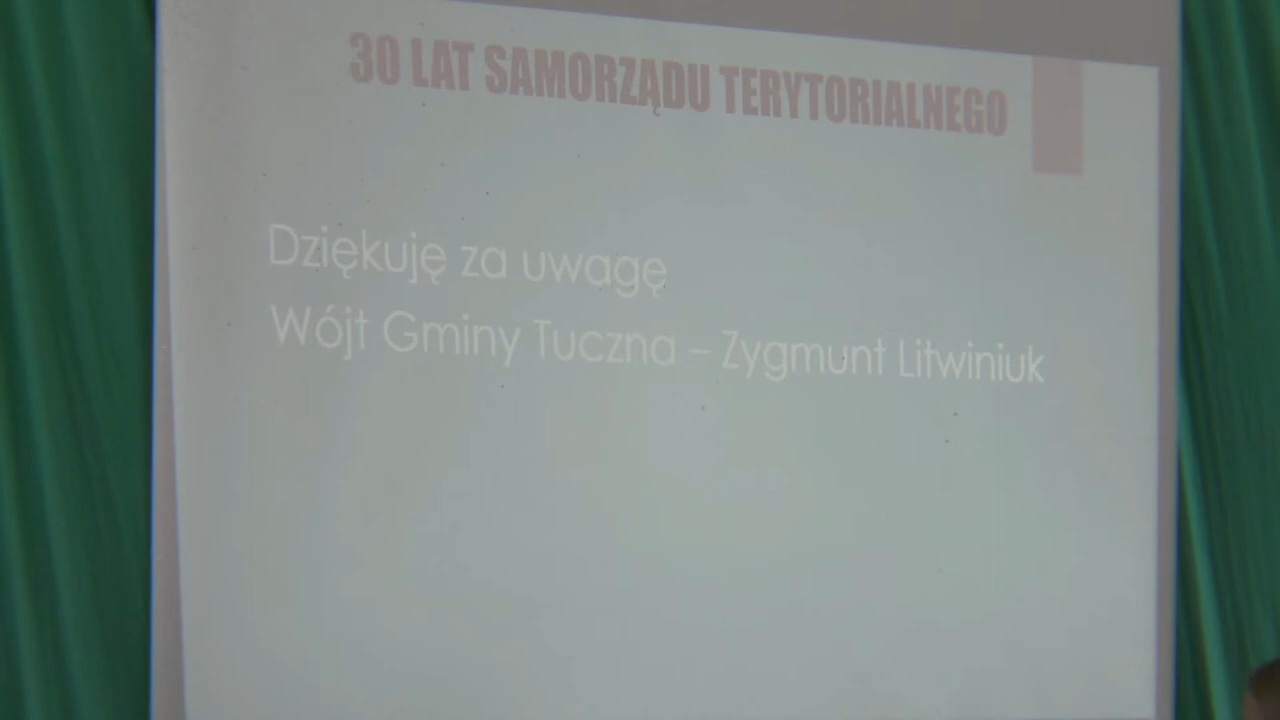 30 LAT SAMORZĄDU TERYTORIALNEGO
Dziękuję za uwagę
Wójt Gminy Tuczna – Zygmunt Litwiniuk